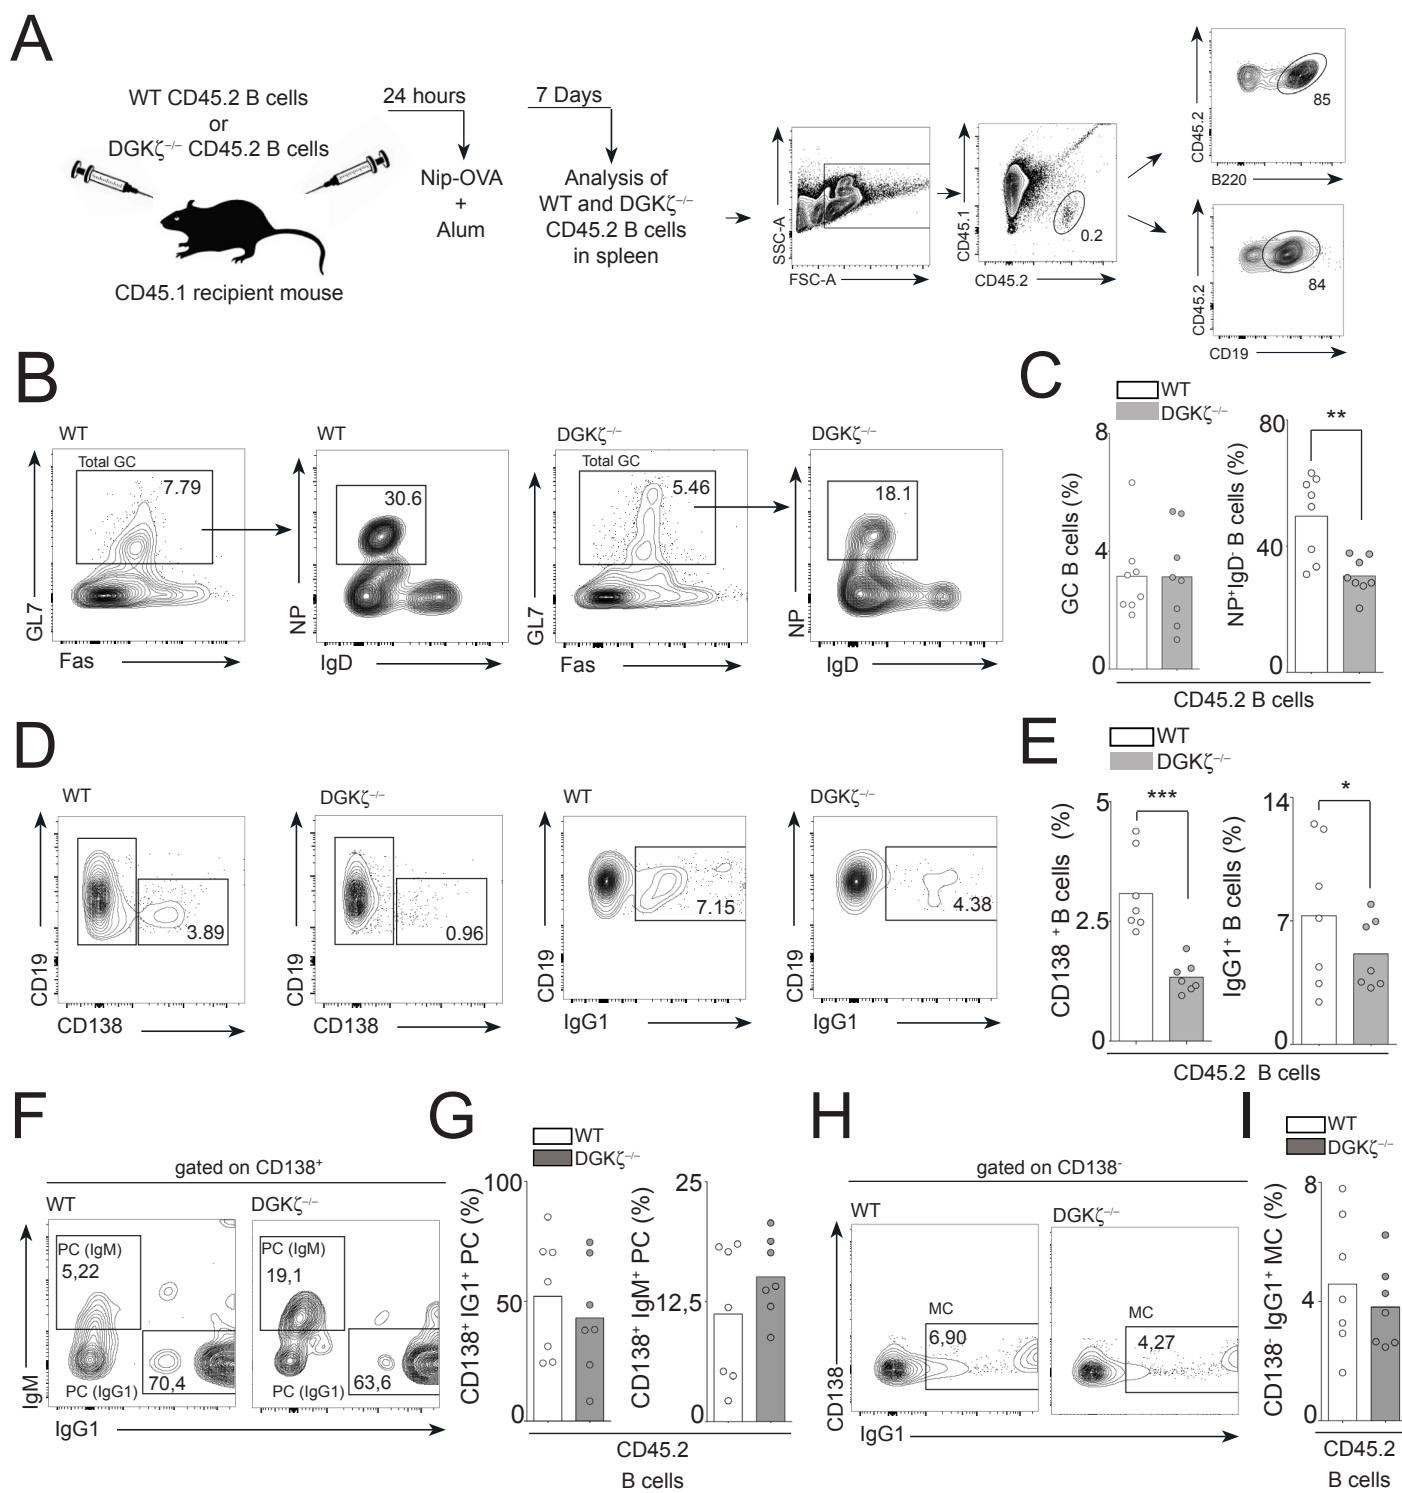 A
WT CD45.2 B cells
or
DGKζ⁻/⁻ CD45.2 B cells
CD45.1 recipient mouse
24 hours
Nip-OVA
+
Alum
7 Days
Analysis of
WT and DGKζ⁻/⁻
CD45.2 B cells
in spleen
SSC-A
FSC-A
CD45.1
CD45.2
0.2
CD45.2
B220
85
CD45.2
CD19
84
B
WT
Total GC
7.79
GL7
Fas
WT
30.6
NP
IgD
DGKζ⁻/⁻
Total GC
5.46
GL7
Fas
DGKζ⁻/⁻
18.1
NP
IgD
C
WT
DGKζ⁻/⁻
GC B cells (%)
8
4
0
NP⁺IgD⁻ B cells (%)
80
40
0
**
CD45.2 B cells
D
WT
3.89
CD19
CD138
DGKζ⁻/⁻
0.96
CD19
CD138
WT
7.15
CD19
IgG1
DGKζ⁻/⁻
4.38
CD19
IgG1
E
WT
DGKζ⁻/⁻
CD138⁺ B cells (%)
5
2.5
0
***
IgG1⁺ B cells (%)
14
7
0
*
CD45.2 B cells
F
gated on CD138⁺
WT
PC (IgM)
5,22
PC (IgG1)
70,4
IgM
DGKζ⁻/⁻
PC (IgM)
19,1
PC (IgG1)
63,6
IgG1
G
WT
DGKζ⁻/⁻
CD138⁺ IG1⁺ PC (%)
100
50
0
CD138⁺ IgM⁺ PC (%)
25
12,5
0
CD45.2
B cells
H
gated on CD138⁻
WT
MC
6,90
CD138
DGKζ⁻/⁻
MC
4,27
IgG1
I
WT
DGKζ⁻/⁻
CD138⁻ IgG1⁺ MC (%)
8
4
0
CD45.2
B cells